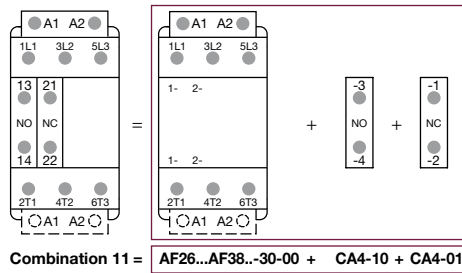 A1 A2 A1 A2
1L1 3L2 5L3 1L1 3L2 5L3
13 21 1- 2- -3 -1
NO NC = + NO + NC
14 22 1- 2- -4 -2
2T1 4T2 6T3 2T1 4T2 6T3
A1 A2 A1 A2
Combination 11 = AF26...AF38..-30-00 + CA4-10 + CA4-01